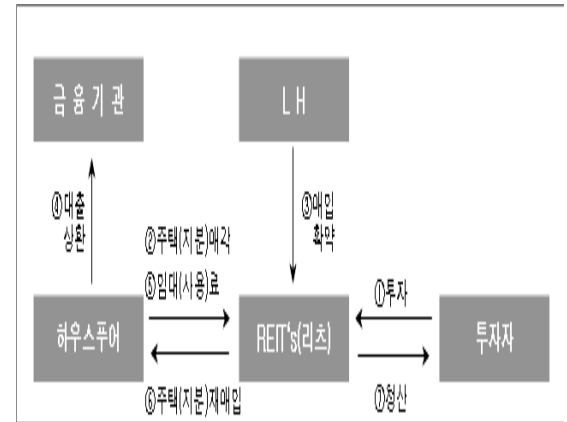 금 융 기 관
L H
④대출
상환
③매입
확약
②주택(지분)매각
⑤임대(사용)료
①투자
하우스푸어
REIT's(리츠)
투자자
⑥주택(지분)재매입
⑦청산